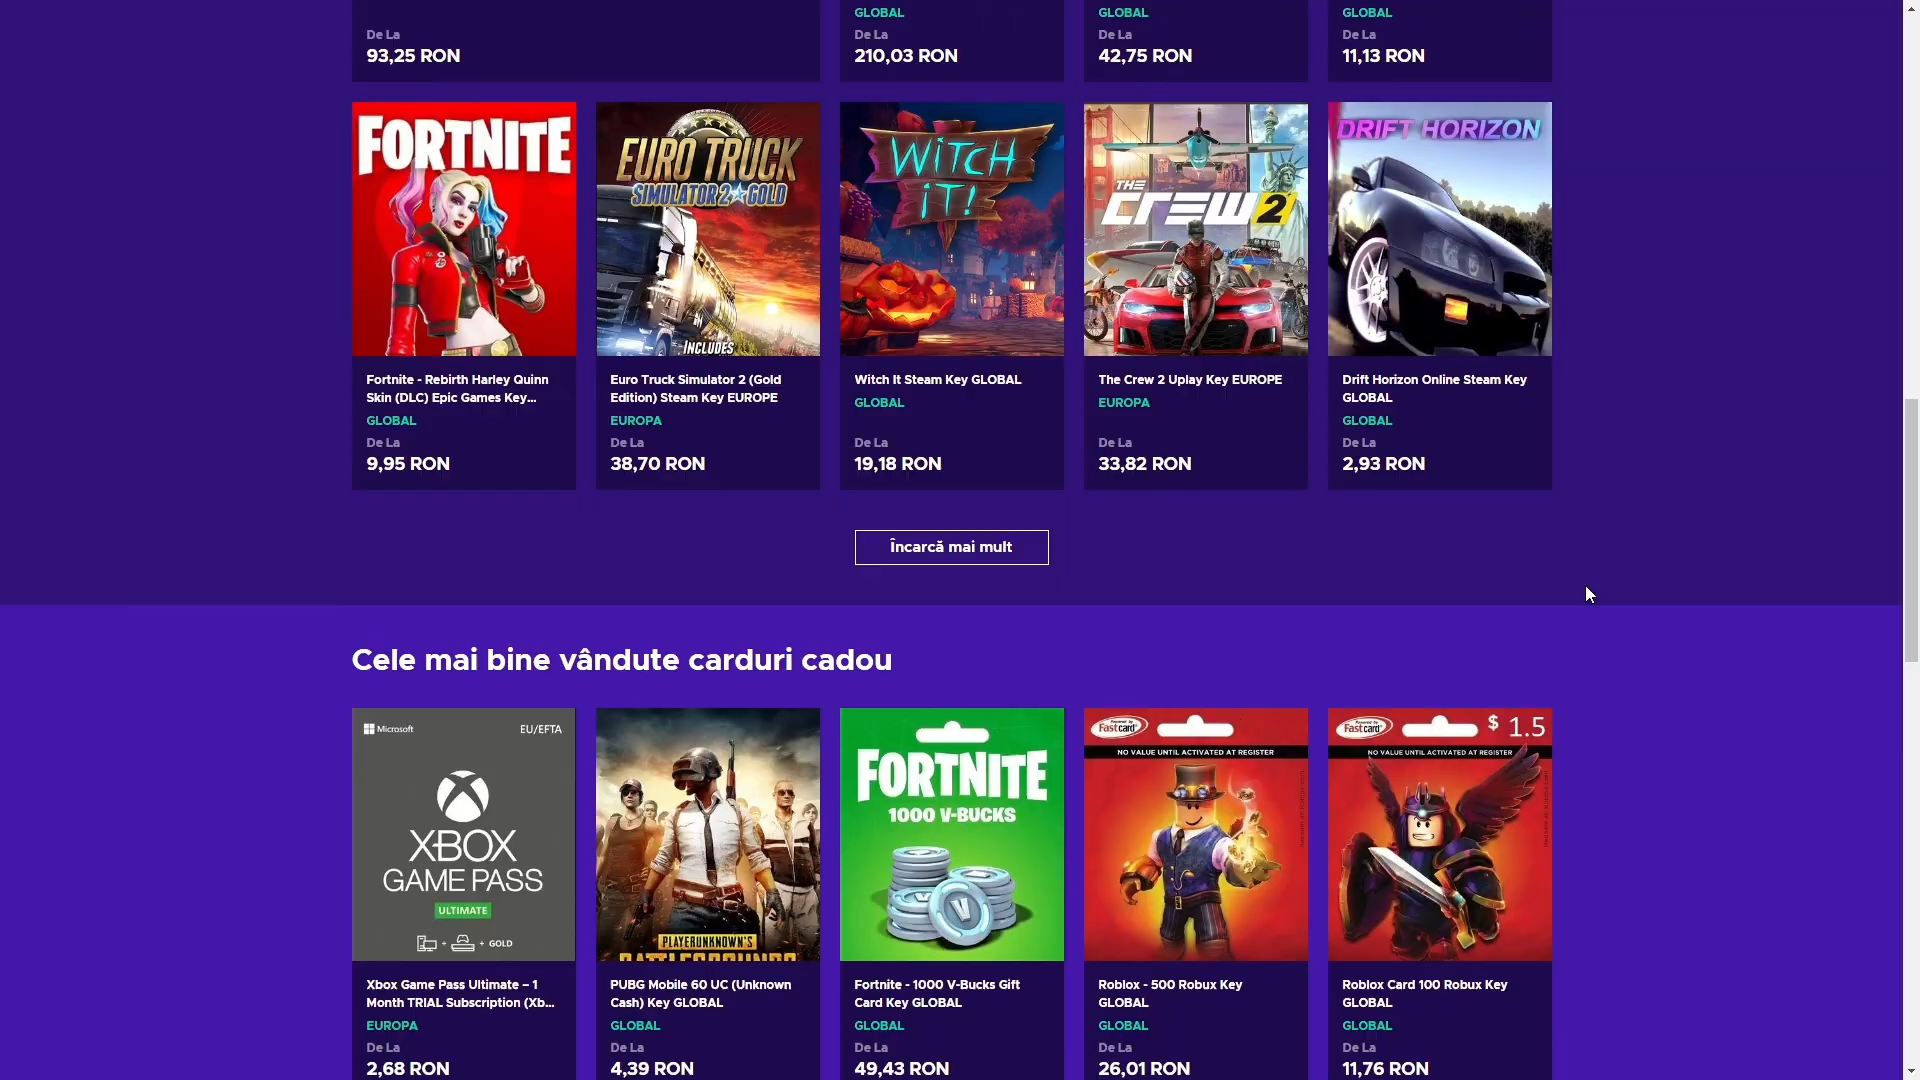 GLOBAL GLOBAL GLOBAL
De La De La De La De La
93,25 RON 210,03 RON 42,75 RON 11,13 RON
FORTNITE
EURO TRUCK
SIMULATOR 2 GOLD
INCLUDES
WiTCH
iT!
THE
CREW 2
DRIFT HORIZON
Fortnite - Rebirth Harley Quinn
Skin (DLC) Epic Games Key...
GLOBAL
De La
9,95 RON
Euro Truck Simulator 2 (Gold
Edition) Steam Key EUROPE
EUROPA
De La
38,70 RON
Witch It Steam Key GLOBAL
GLOBAL
De La
19,18 RON
The Crew 2 Uplay Key EUROPE
EUROPA
De La
33,82 RON
Drift Horizon Online Steam Key
GLOBAL
GLOBAL
De La
2,93 RON
Încarcă mai mult
Cele mai bine vândute carduri cadou
Microsoft EU/EFTA
XBOX
GAME PASS
ULTIMATE
+ + GOLD
PLAYERUNKNOWN'S
BATTLEGROUNDS
FORTNITE
1000 V-BUCKS
V
Powered by
Fastcard
NO VALUE UNTIL ACTIVATED AT REGISTER
Powered by
Fastcard
$ 1.5
NO VALUE UNTIL ACTIVATED AT REGISTER
Xbox Game Pass Ultimate – 1
Month TRIAL Subscription (Xb...
EUROPA
De La
2,68 RON
PUBG Mobile 60 UC (Unknown
Cash) Key GLOBAL
GLOBAL
De La
4,39 RON
Fortnite - 1000 V-Bucks Gift
Card Key GLOBAL
GLOBAL
De La
49,43 RON
Roblox - 500 Robux Key
GLOBAL
GLOBAL
De La
26,01 RON
Roblox Card 100 Robux Key
GLOBAL
GLOBAL
De La
11,76 RON